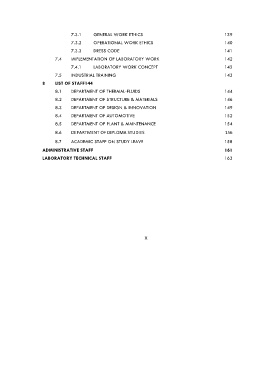 7.3.1 GENERAL WORK ETHICS 139
7.3.2 OPERATIONAL WORK ETHICS 140
7.3.3 DRESS CODE 141
7.4 IMPLEMENTATION OF LABORATORY WORK 142
7.4.1 LABORATORY WORK CONCEPT 142
7.5 INDUSTRIAL TRAINING 143
8 LIST OF STAFF144
8.1 DEPARTMENT OF THERMAL-FLUIDS 144
8.2 DEPARTMENT OF STRUCTURE & MATERIALS 146
8.3 DEPARTMENT OF DESIGN & INNOVATION 149
8.4 DEPARTMENT OF AUTOMOTIVE 152
8.5 DEPARTMENT OF PLANT & MAINTENANCE 154
8.6 DEPARTMENT OF DIPLOMA STUDIES 156
8.7 ACADEMIC STAFF ON STUDY LEAVE 158
ADMINISTRATIVE STAFF 161
LABORATORY TECHNICAL STAFF 163